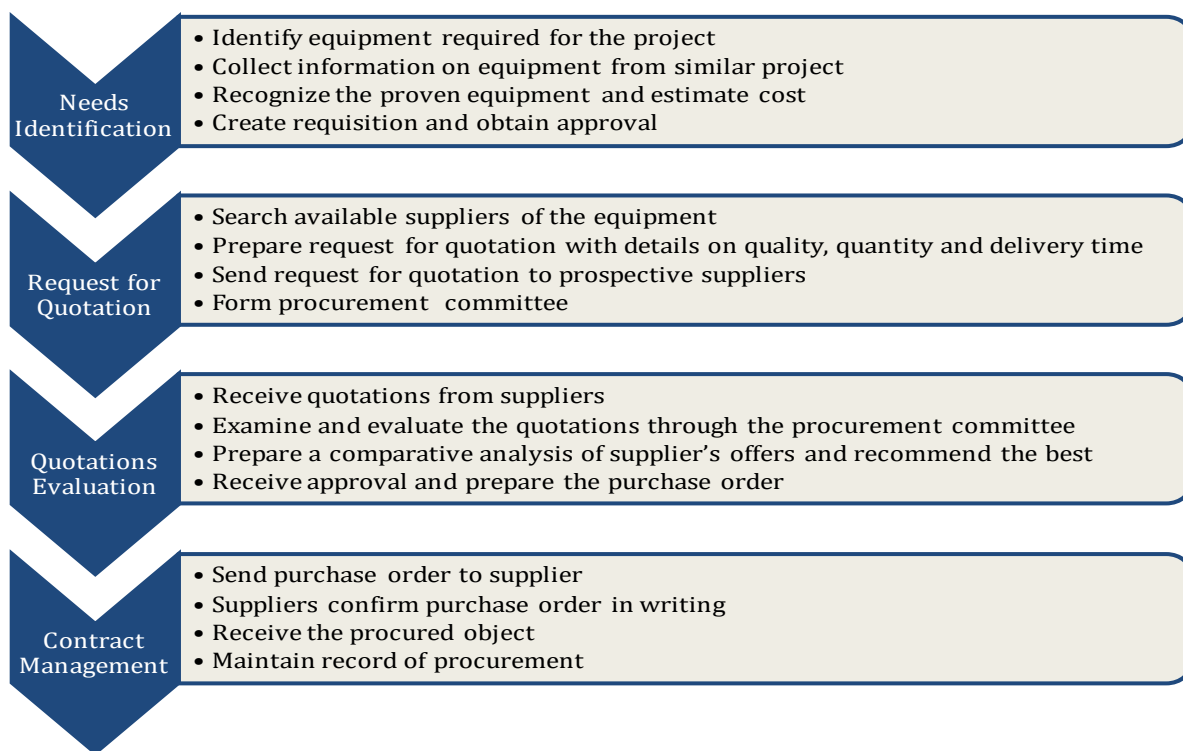 Needs
Identification
• Identify equipment required for the project
• Collect information on equipment from similar project
• Recognize the proven equipment and estimate cost
• Create requisition and obtain approval
Request for
Quotation
• Search available suppliers of the equipment
• Prepare request for quotation with details on quality, quantity and delivery time
• Send request for quotation to prospective suppliers
• Form procurement committee
Quotations
Evaluation
• Receive quotations from suppliers
• Examine and evaluate the quotations through the procurement committee
• Prepare a comparative analysis of supplier’s offers and recommend the best
• Receive approval and prepare the purchase order
Contract
Management
• Send purchase order to supplier
• Suppliers confirm purchase order in writing
• Receive the procured object
• Maintain record of procurement